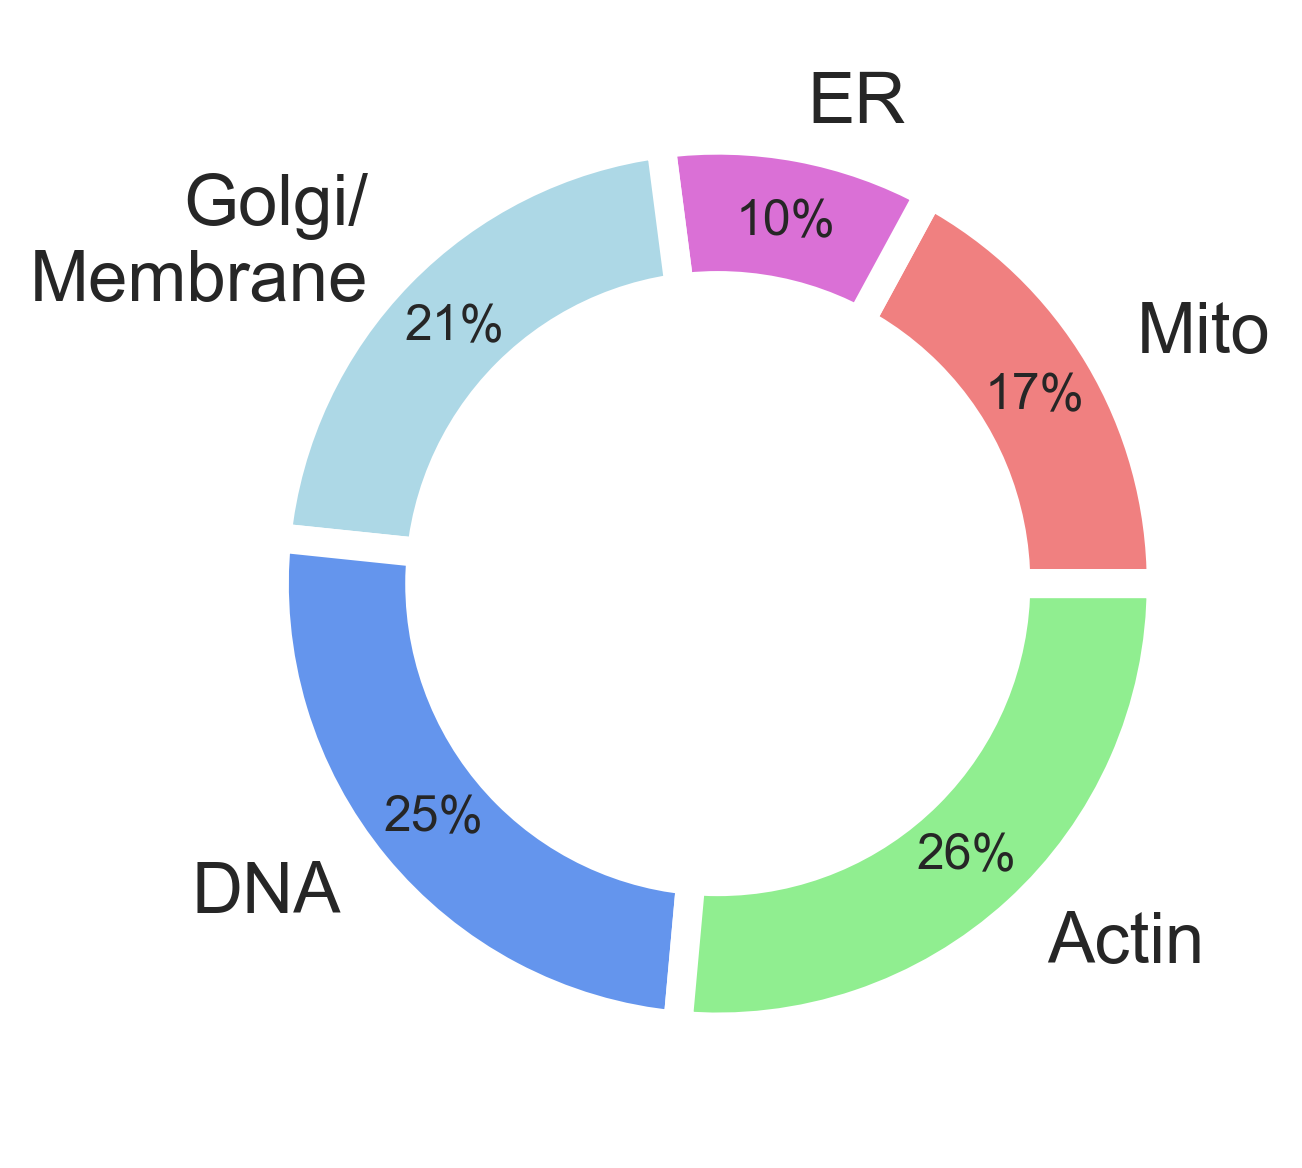 ER
10%
Golgi/
Membrane
21%
Mito
17%
25%
DNA
26%
Actin